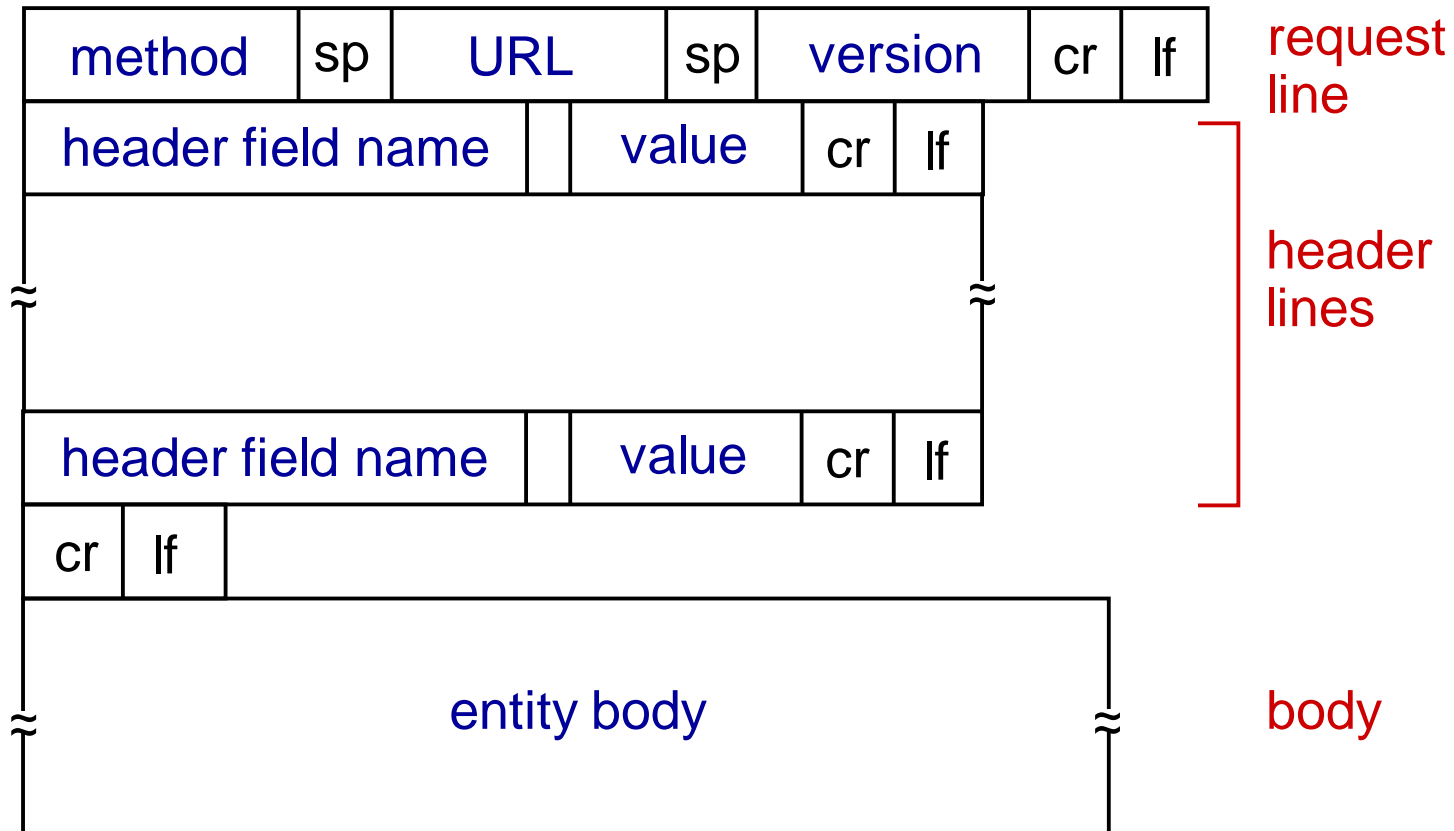 method sp URL sp version cr lf request
line
header field name value cr lf
header
lines
≈ ≈
header field name value cr lf
cr lf
≈ entity body ≈ body